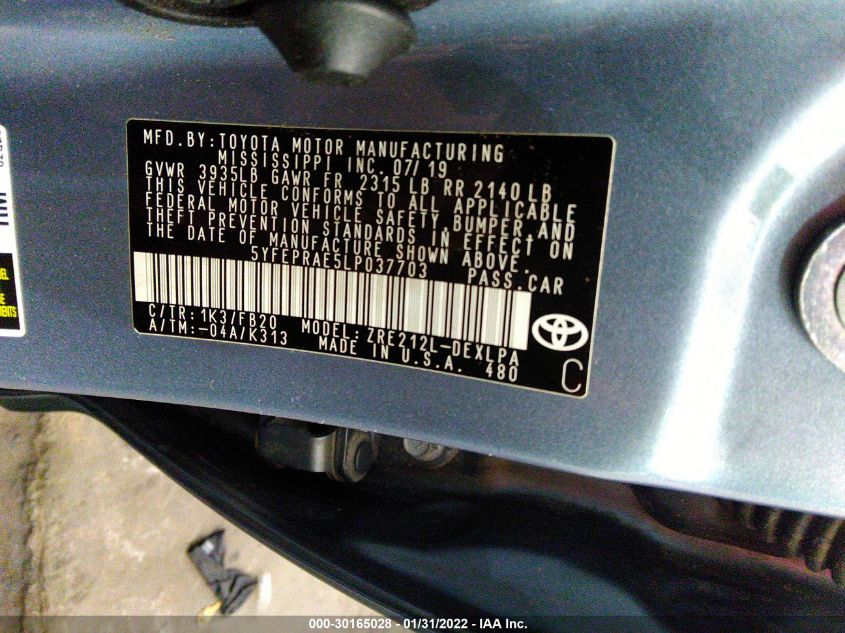 MFD.BY:TOYOTA MOTOR MANUFACTURING
MISSISSIPPI INC. 07/19
GVWR 3935LB GAWR FR 2315 LB RR 2140 LB
THIS VEHICLE CONFORMS TO ALL APPLICABLE
FEDERAL MOTOR VEHICLE SAFETY, BUMPER, AND
THEFT PREVENTION STANDARDS IN EFFECT ON
THE DATE OF MANUFACTURE SHOWN ABOVE.
5YFEPRAE5LP037703 PASS.CAR
C/TR: 1K3/FB20 MODEL: ZRE212L-DEXLPA
A/TM:-04A/K313 MADE IN U.S.A. 480
C
000-30165028 - 01/31/2022 - IAA Inc.